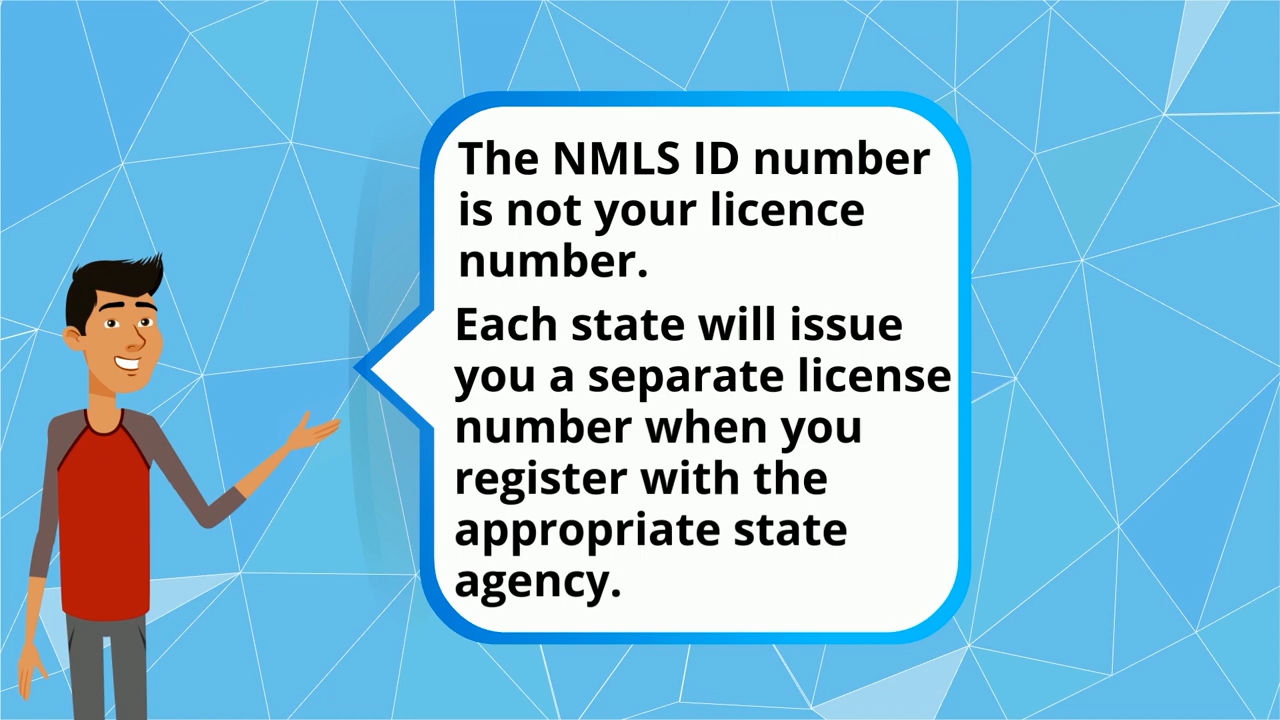 The NMLS ID number
is not your licence
number.
Each state will issue
you a separate license
number when you
register with the
appropriate state
agency.